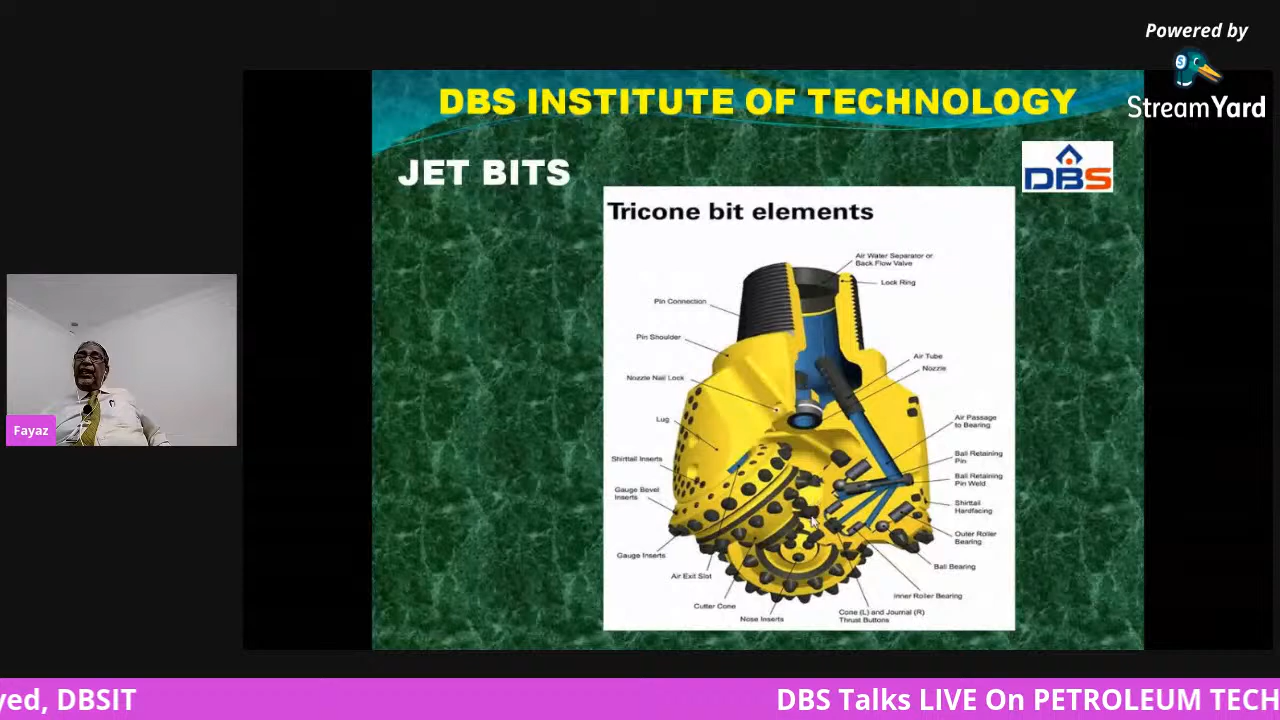 Powered by
StreamYard
DBS INSTITUTE OF TECHNOLOGY
JET BITS
DBS
Tricone bit elements
Air Water Separator or
Back Flow Valve
Lock Ring
Pin Connection
Pin Shoulder
Air Tube
Nozzle
Nozzle Nail Lock
Lug
Air Passage
to Bearing
Ball Retaining
Pin
Shirttail Inserts
Ball Retaining
Pin Weld
Gauge Bevel
Inserts
Shirttail
Hardfacing
Outer Roller
Bearing
Gauge Inserts
Ball Bearing
Air Exit Slot
Inner Roller Bearing
Cutter Cone
Cone (L) and Journal (R)
Thrust Buttons
Nose Inserts
Fayaz
yed, DBSIT
DBS Talks LIVE On PETROLEUM TECH